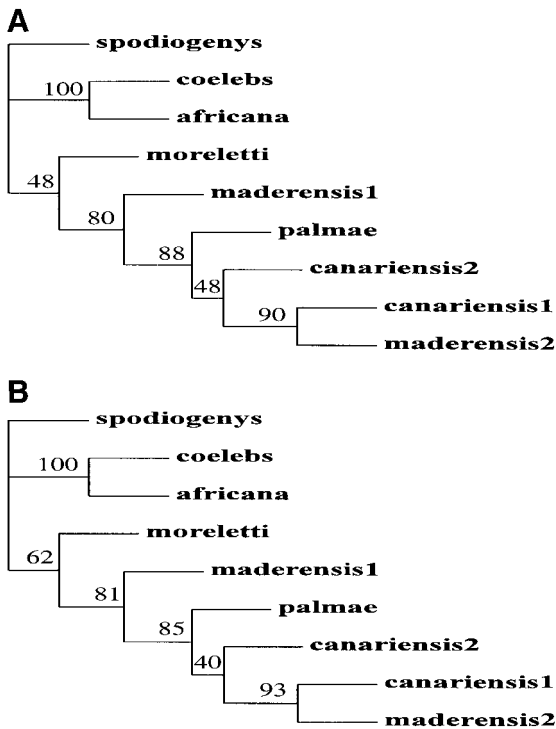 A
spodiogenys
100 coelebs
africana
moreletti
48
maderensis1
80
palmae
88
canariensis2
48
canariensis1
90
maderensis2
B
spodiogenys
100 coelebs
africana
moreletti
62
maderensis1
81
palmae
85
canariensis2
40
canariensis1
93
maderensis2